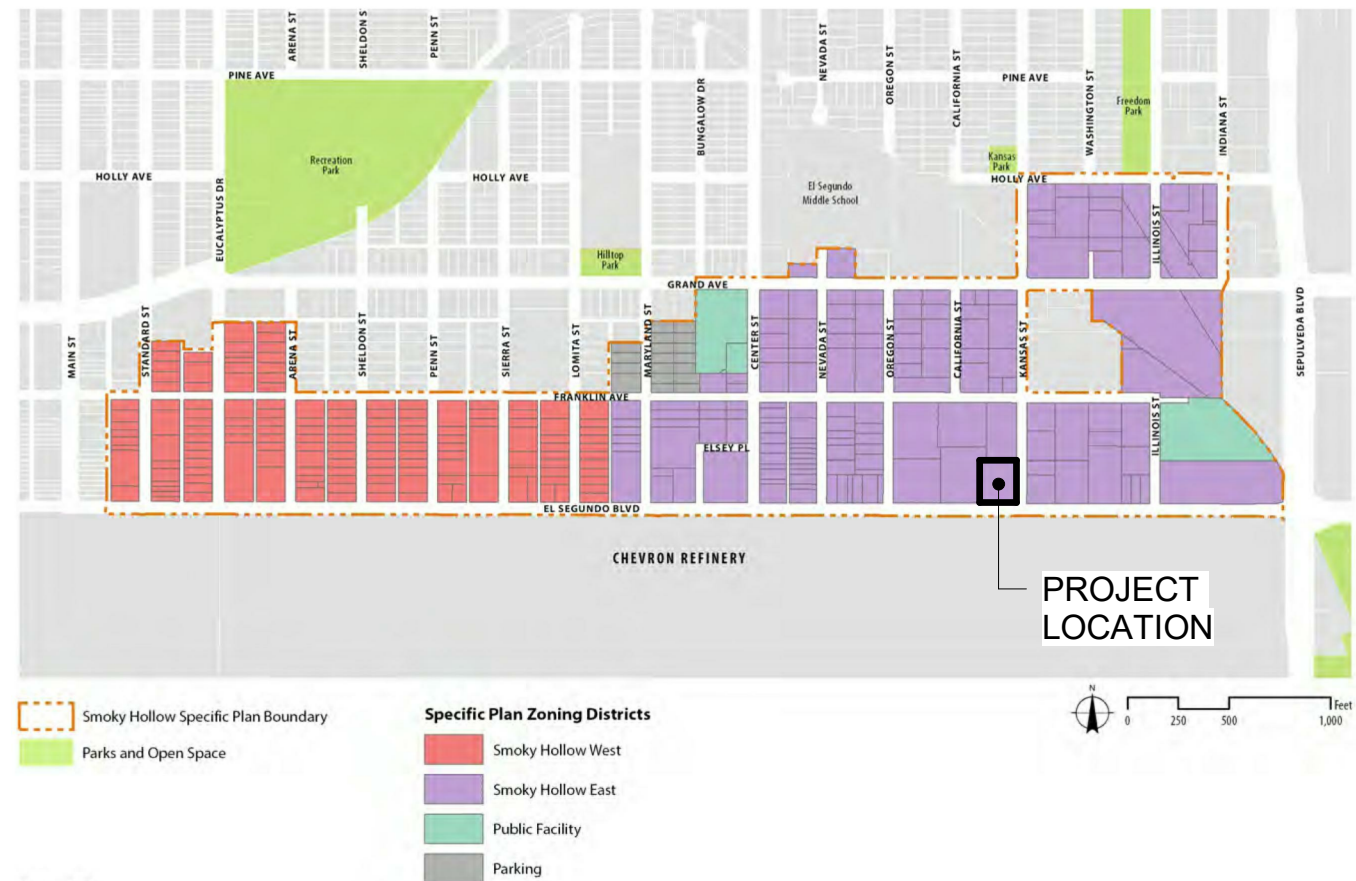 ARENA ST
SHELDON S
PENN ST
NEVADA ST
OREGON ST
CALIFORNIA ST
WASHINGTON ST
INDIANA ST
BUNGALOW DR
PINE AVE
PINE AVE
Freedom
Park
Recreation
Park
Kansas
Park
HOLLY AVE
HOLLY AVE
HOLLY AVE
El Segundo
Middle School
EUCALYPTUS DR
ILLINOIS ST
Hilltop
Park
GRAND AVE
MAIN ST
STANDARD ST
ARENA ST
SHELDON ST
PENN ST
SIERRA ST
LOMITA ST
MARYLAND ST
CENTER ST
NEVADA ST
OREGON ST
CALIFORNIA ST
KANSAS ST
SEPULVEDA BLVD
FRANKLIN AVE
ELSEY PL
ILLINOIS ST
EL SEGUNDO BLVD
CHEVRON REFINERY
PROJECT
LOCATION
Smoky Hollow Specific Plan Boundary
Parks and Open Space
Specific Plan Zoning Districts
Smoky Hollow West
Smoky Hollow East
Public Facility
Parking
N
Feet
0 250 500 1,000